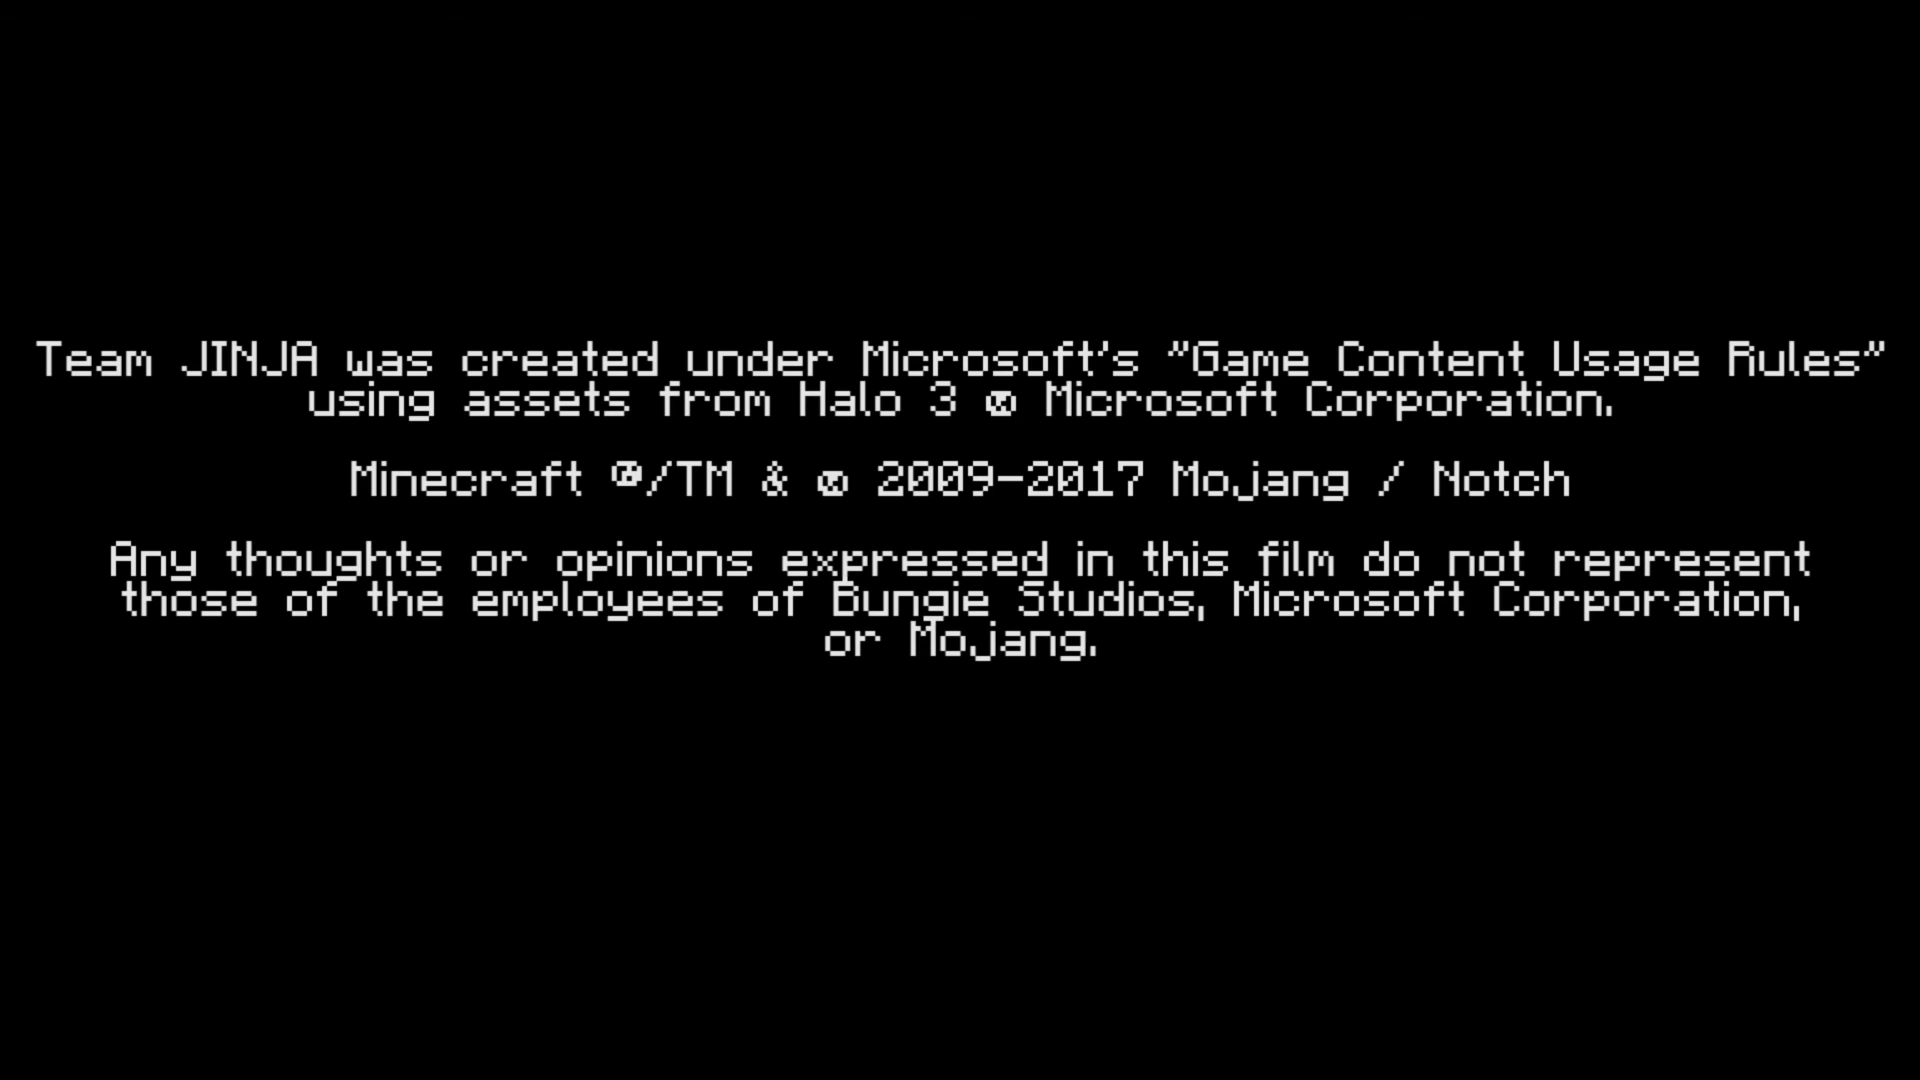 Team JINJA was created under Microsoft's "Game Content Usage Rules"
using assets from Halo 3 © Microsoft Corporation.
Minecraft ®/TM & © 2009-2017 Mojang / Notch
Any thoughts or opinions expressed in this film do not represent
those of the employees of Bungie Studios, Microsoft Corporation,
or Mojang.